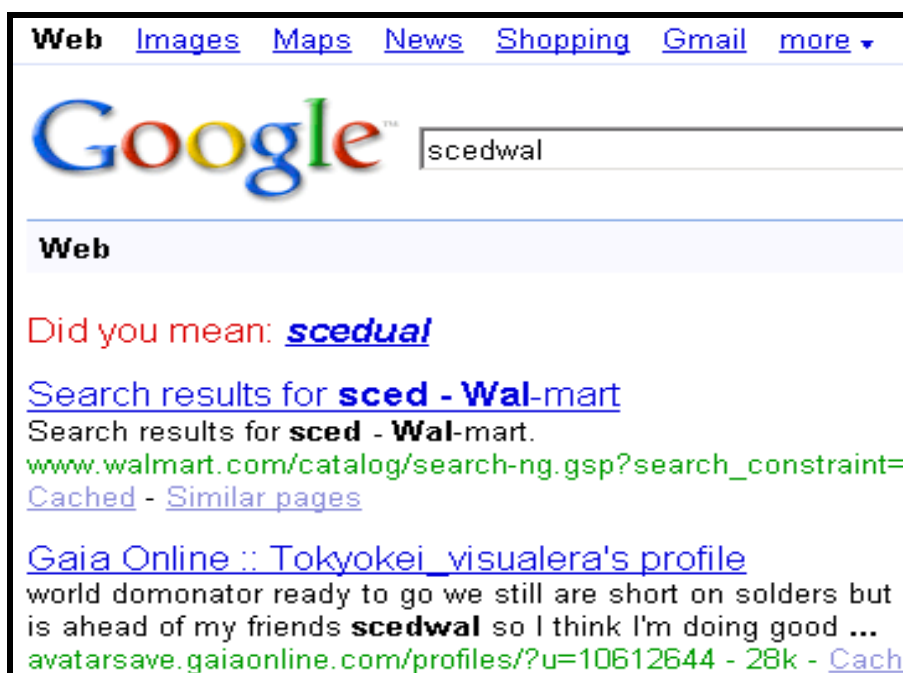 Web Images Maps News Shopping Gmail more
Google™ scedwal
Web
Did you mean: scedual
Search results for sced - Wal-mart
Search results for sced - Wal-mart.
www.walmart.com/catalog/search-ng.gsp?search_constraint=
Cached - Similar pages
Gaia Online :: Tokyokei_visualera's profile
world domonator ready to go we still are short on solders but
is ahead of my friends scedwal so I think I'm doing good ...
avatarsave.gaiaonline.com/profiles/?u=10612644 - 28k - Cach